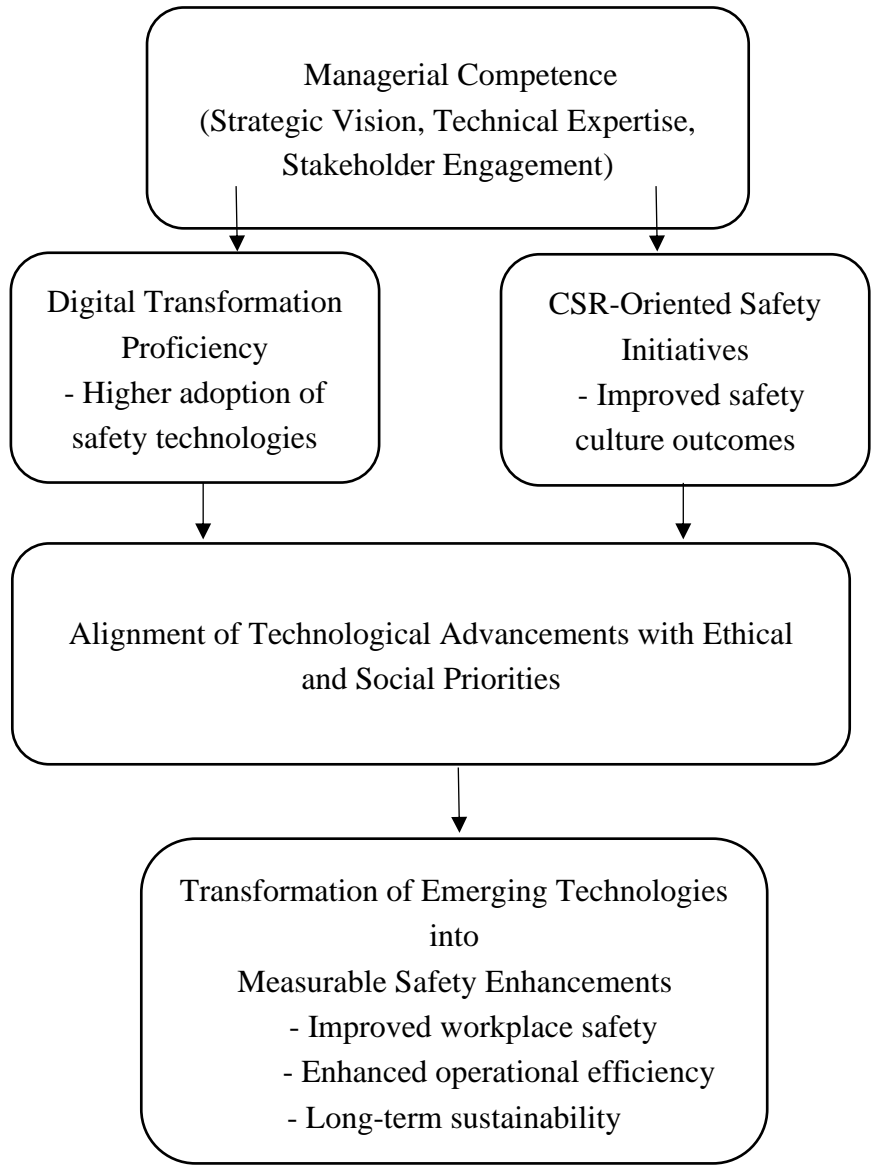 Managerial Competence
(Strategic Vision, Technical Expertise,
Stakeholder Engagement)
Digital Transformation
Proficiency
- Higher adoption of
safety technologies
CSR-Oriented Safety
Initiatives
- Improved safety
culture outcomes
Alignment of Technological Advancements with Ethical
and Social Priorities
Transformation of Emerging Technologies
into
Measurable Safety Enhancements
- Improved workplace safety
- Enhanced operational efficiency
- Long-term sustainability